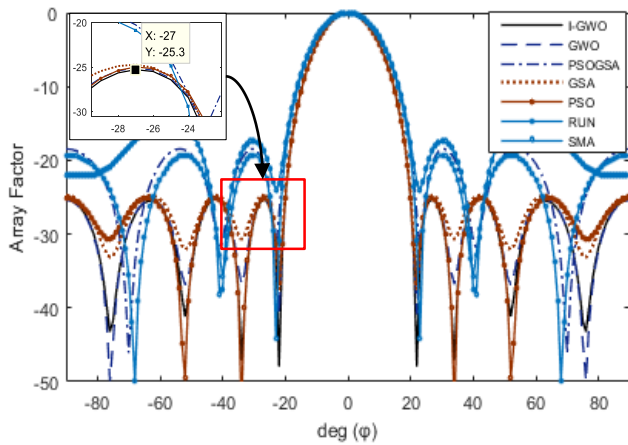 X: -27
Y: -25.3
-20
-25
-30
-28
-26
-24
0
-10
-20
-30
-40
-50
Array Factor
-80
-60
-40
-20
0
20
40
60
80
deg (φ)
I-GWO
GWO
PSOGSA
GSA
PSO
RUN
SMA